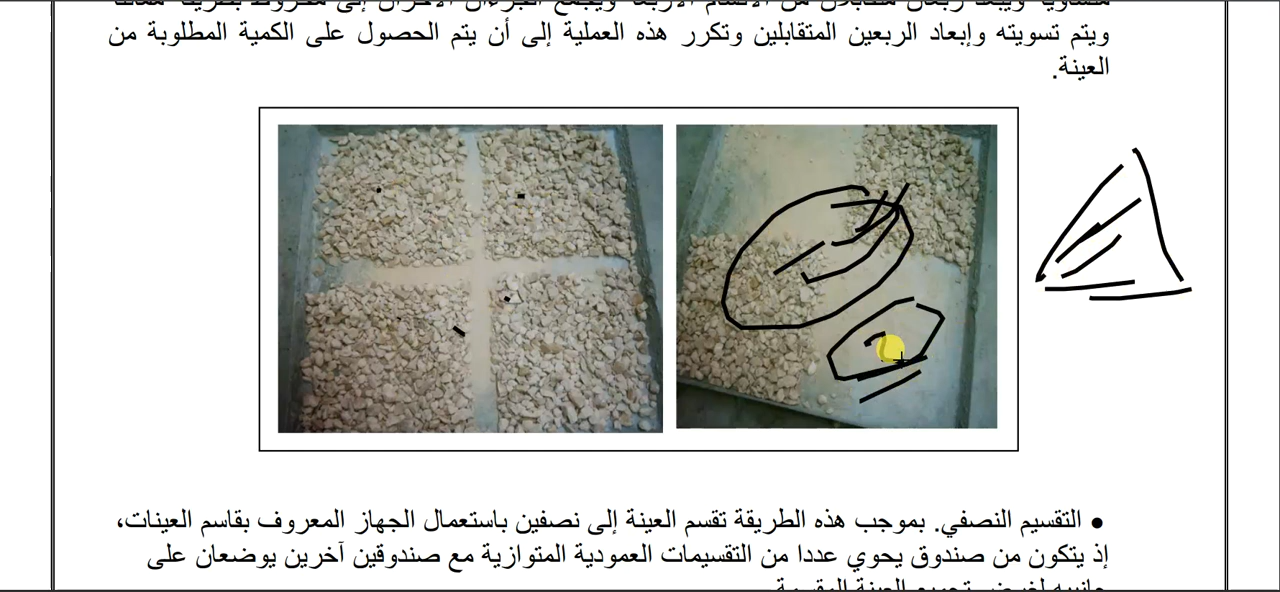 ويتم تسويته وإبعاد الربعين المتقابلين وتكرر هذه العملية إلى أن يتم الحصول على الكمية المطلوبة من
العينة.
• التقسيم النصفي. بموجب هذه الطريقة تقسم العينة إلى نصفين باستعمال الجهاز المعروف بقاسم العينات،
إذ يتكون من صندوق يحوي عددا من التقسيمات العمودية المتوازية مع صندوقين آخرين يوضعان على